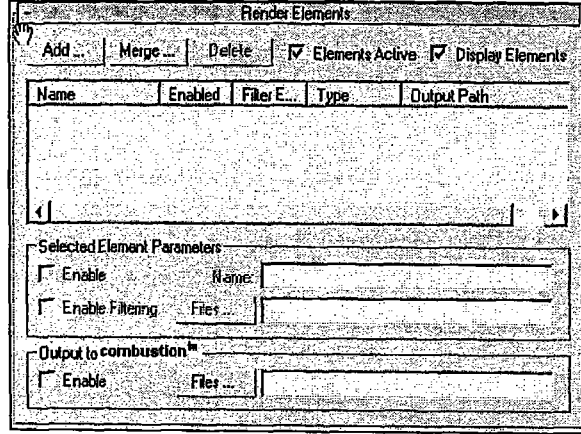 Render Elements
Add ... Merge ... Delete Elements Active Display Elements
Name Enabled Filter E... Type Output Path
Selected Element Parameters
Enable Name:
Enable Filtering Files ...
Output to combustion™
Enable Files ...